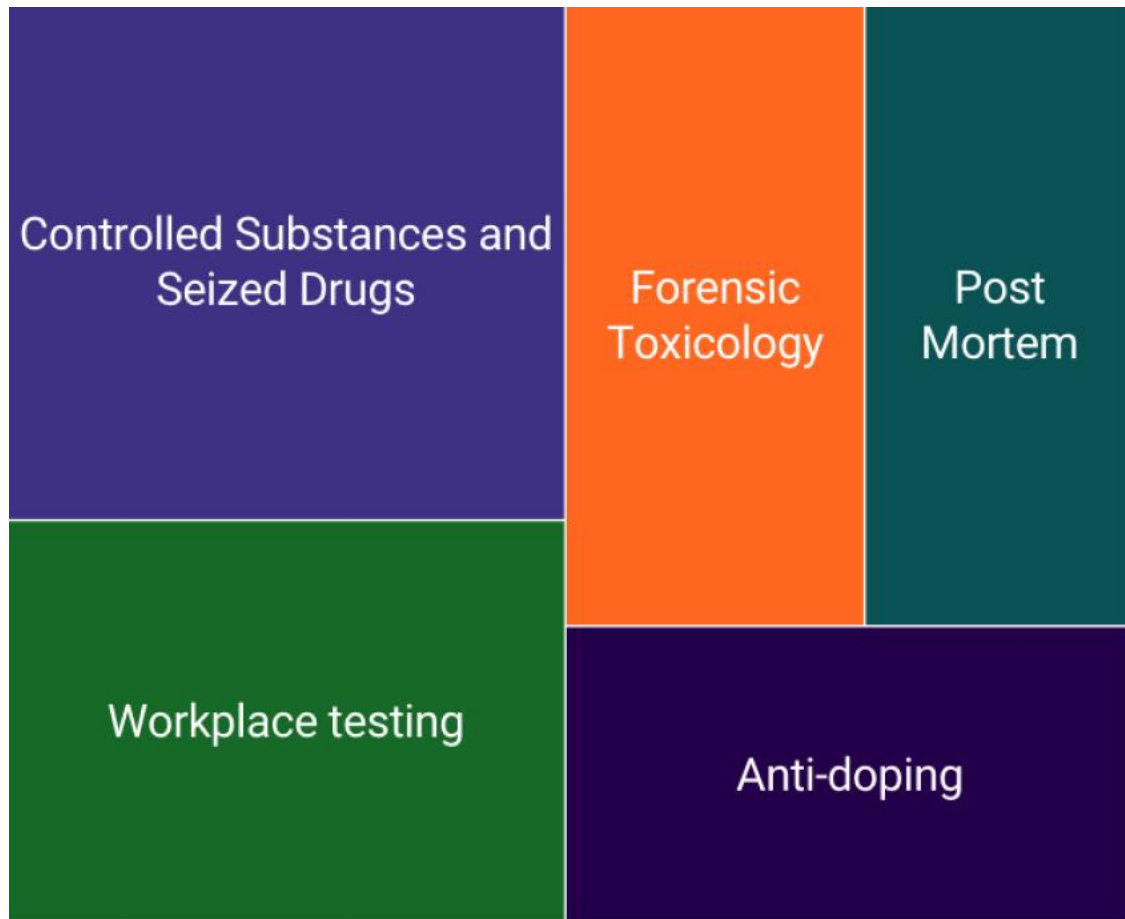 Controlled Substances and
Seized Drugs
Forensic
Toxicology
Post
Mortem
Workplace testing
Anti-doping